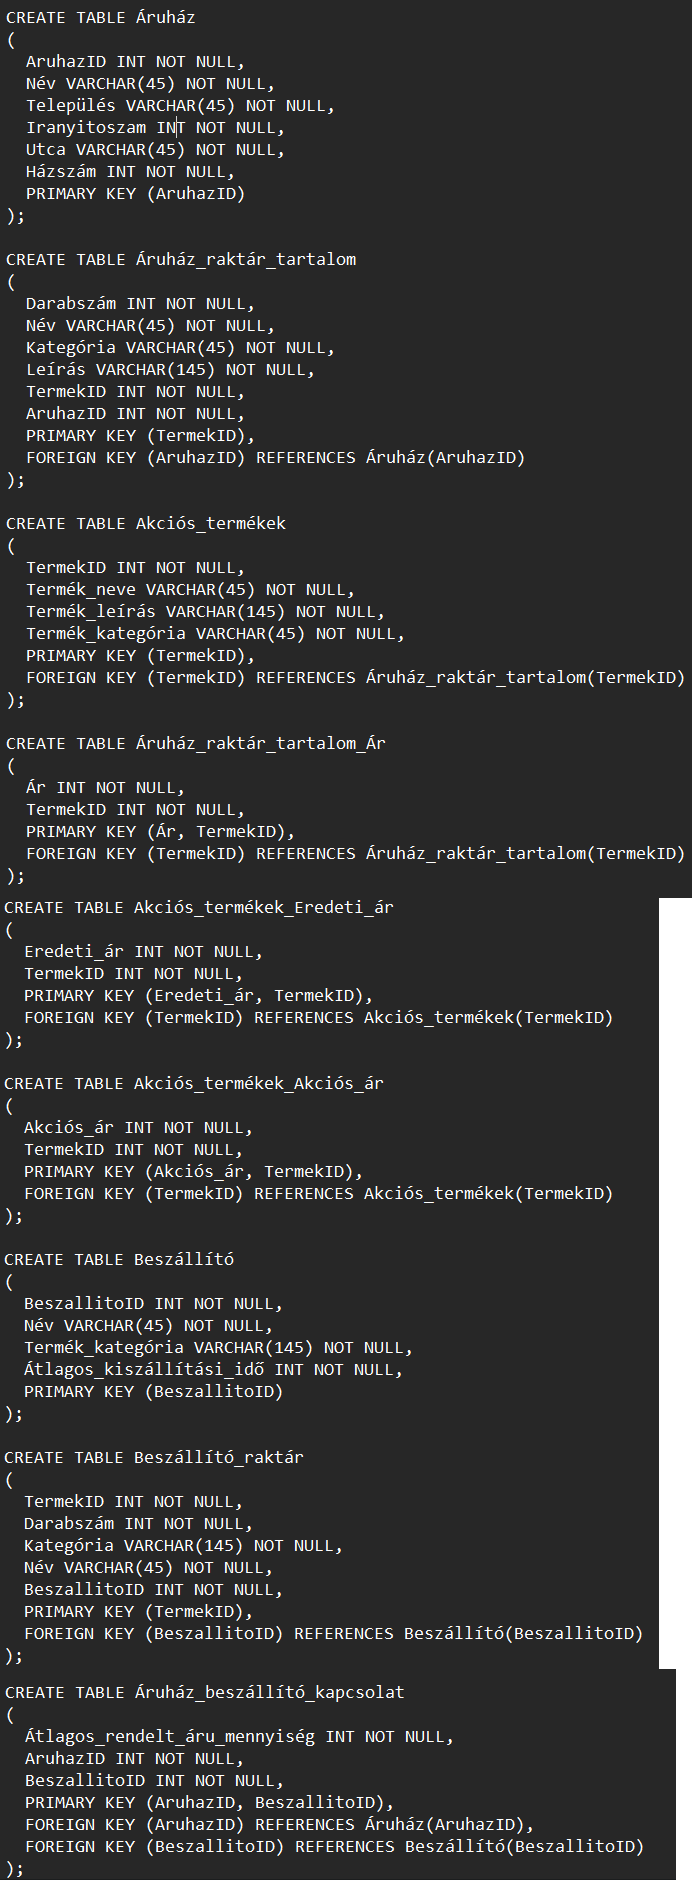 CREATE TABLE Áruház
(
  AruhazID INT NOT NULL,
  Név VARCHAR(45) NOT NULL,
  Település VARCHAR(45) NOT NULL,
  Iranyitoszam INT NOT NULL,
  Utca VARCHAR(45) NOT NULL,
  Házszám INT NOT NULL,
  PRIMARY KEY (AruhazID)
);

CREATE TABLE Áruház_raktár_tartalom
(
  Darabszám INT NOT NULL,
  Név VARCHAR(45) NOT NULL,
  Kategória VARCHAR(45) NOT NULL,
  Leírás VARCHAR(145) NOT NULL,
  TermekID INT NOT NULL,
  AruhazID INT NOT NULL,
  PRIMARY KEY (TermekID),
  FOREIGN KEY (AruhazID) REFERENCES Áruház(AruhazID)
);

CREATE TABLE Akciós_termékek
(
  TermekID INT NOT NULL,
  Termék_neve VARCHAR(45) NOT NULL,
  Termék_leírás VARCHAR(145) NOT NULL,
  Termék_kategória VARCHAR(45) NOT NULL,
  PRIMARY KEY (TermekID),
  FOREIGN KEY (TermekID) REFERENCES Áruház_raktár_tartalom(TermekID)
);

CREATE TABLE Áruház_raktár_tartalom_Ár
(
  Ár INT NOT NULL,
  TermekID INT NOT NULL,
  PRIMARY KEY (Ár, TermekID),
  FOREIGN KEY (TermekID) REFERENCES Áruház_raktár_tartalom(TermekID)
);
CREATE TABLE Akciós_termékek_Eredeti_ár
(
  Eredeti_ár INT NOT NULL,
  TermekID INT NOT NULL,
  PRIMARY KEY (Eredeti_ár, TermekID),
  FOREIGN KEY (TermekID) REFERENCES Akciós_termékek(TermekID)
);

CREATE TABLE Akciós_termékek_Akciós_ár
(
  Akciós_ár INT NOT NULL,
  TermekID INT NOT NULL,
  PRIMARY KEY (Akciós_ár, TermekID),
  FOREIGN KEY (TermekID) REFERENCES Akciós_termékek(TermekID)
);

CREATE TABLE Beszállító
(
  BeszallitoID INT NOT NULL,
  Név VARCHAR(45) NOT NULL,
  Termék_kategória VARCHAR(145) NOT NULL,
  Átlagos_kiszállítási_idő INT NOT NULL,
  PRIMARY KEY (BeszallitoID)
);

CREATE TABLE Beszállító_raktár
(
  TermekID INT NOT NULL,
  Darabszám INT NOT NULL,
  Kategória VARCHAR(145) NOT NULL,
  Név VARCHAR(45) NOT NULL,
  BeszallitoID INT NOT NULL,
  PRIMARY KEY (TermekID),
  FOREIGN KEY (BeszallitoID) REFERENCES Beszállító(BeszallitoID)
);
CREATE TABLE Áruház_beszállító_kapcsolat
(
  Átlagos_rendelt_áru_mennyiség INT NOT NULL,
  AruhazID INT NOT NULL,
  BeszallitoID INT NOT NULL,
  PRIMARY KEY (AruhazID, BeszallitoID),
  FOREIGN KEY (AruhazID) REFERENCES Áruház(AruhazID),
  FOREIGN KEY (BeszallitoID) REFERENCES Beszállító(BeszallitoID)
);